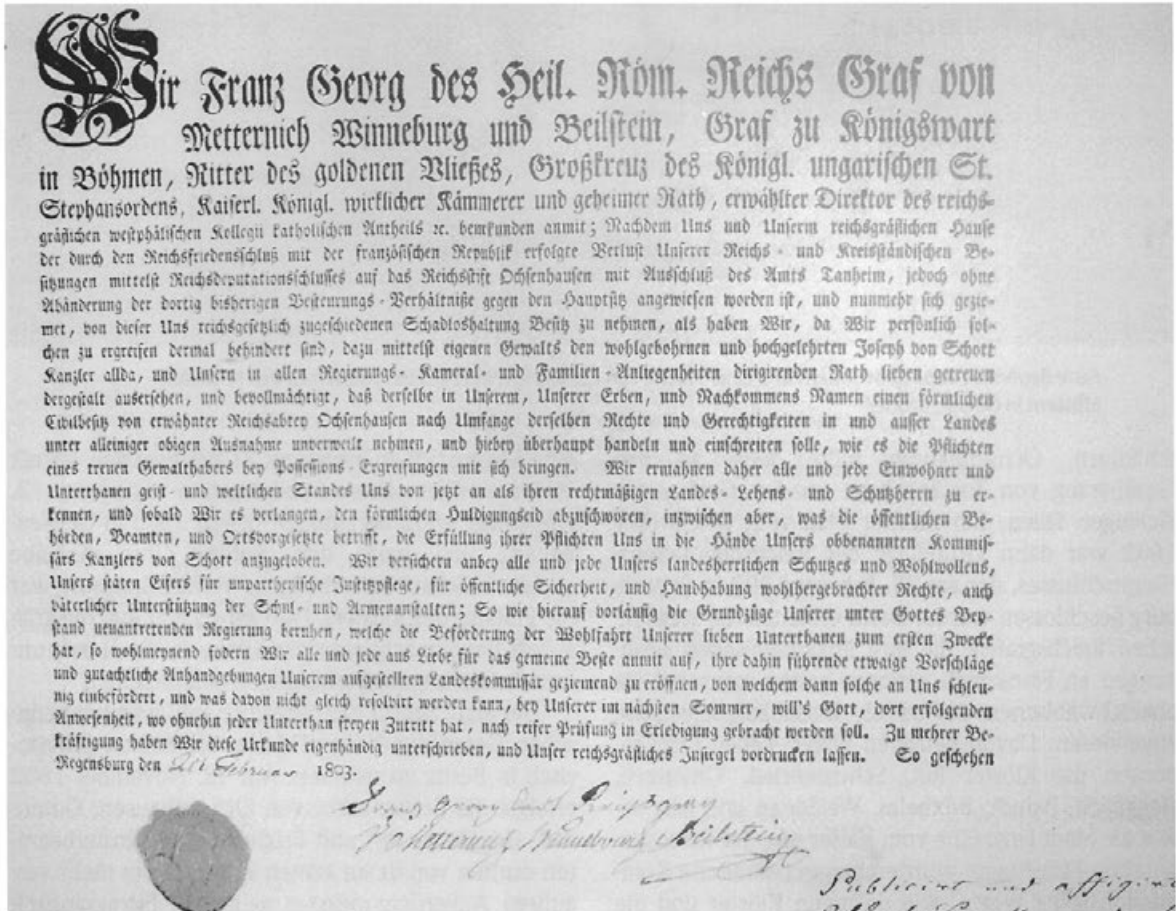 Wir Franz Georg des Heil. Röm. Reichs Graf von
Metternich Winneburg und Beilstein, Graf zu Königswart
in Böhmen, Ritter des goldenen Vließes, Großkreuz des Königl. ungarischen St.
Stephansordens, Kaiserl. Königl. wirklicher Kämmerer und geheimer Rath, erwählter Direktor des reichs-
gräflichen westphälischen Kollegii katholischen Antheils ꝛc. bemkunden anmit; Nachdem Uns und Unserm reichsgräflichen Hause
der durch den Reichsfriedensschluß mit der französischen Republik erfolgte Verlust Unserer Reichs- und Kreisständischen Be-
sitzungen mittelst Reichsdeputationschlusses auf das Reichsstift Ochsenhausen mit Ausschluß des Amts Tanheim, jedoch ohne
Abänderung der dortig bisherigen Besteurungs-Verhältniße gegen den Hauptsitz angewiesen worden ist, und nunmehr sich gezie-
met, von dieser Uns reichsgesetzlich zugeschiedenen Schadloshaltung Besitz zu nehmen, als haben Wir, da Wir persönlich sol-
chen zu ergreifen dermal behindert sind, dazu mittelst eigenen Gewalts den wohlgebohrnen und hochgelehrten Joseph von Schott
Kanzler allda, und Unsern in allen Regierungs- Kameral- und Familien-Anliegenheiten dirigirenden Rath lieben getreuen
dergestalt ausersehen, und bevollmächtigt, daß derselbe in Unserem, Unserer Erben, und Nachkommens Namen einen förmlichen
Civilbesitz von erwähnter Reichsabtey Ochsenhausen nach Umfange derselben Rechte und Gerechtigkeiten in und ausser Landes
unter alleiniger obigen Ausnahme unverweilt nehmen, und hiebey überhaupt handeln und einschreiten solle, wie es die Pflichten
eines treuen Gewalthabers bey Possessions-Ergreifungen mit sich bringen. Wir ermahnen daher alle und jede Einwohner und
Unterthanen geist- und weltlichen Standes Uns von jetzt an als ihren rechtmäßigen Landes- Lehens- und Schutzherrn zu er-
kennen, und sobald Wir es verlangen, den förmlichen Huldigungseid abzuschwören, inzwischen aber, was die öffentlichen Be-
hörden, Beamten, und Ortsvorgesetzte betrifft, die Erfüllung ihrer Pflichten Uns in die Hände Unsers obbenannten Kommis-
särs Kanzlers von Schott anzugeloben. Wir versichern anbey alle und jede Unsers landesherrlichen Schutzes und Wohlwollens,
Unsers stäten Eifers für unpartheyische Justitzpflege, für öffentliche Sicherheit, und Handhabung wohlhergebrachter Rechte, auch
väterlicher Unterstützung der Schul- und Armenanstalten; So wie hierauf vorläufig die Grundzüge Unserer unter Gottes Bey
stand neuantretenden Regierung beruhen, welche die Beförderung der Wohlfahrt Unserer lieben Unterthanen zum ersten Zwecke
hat, so wohlmeynend fodern Wir alle und jede aus Liebe für das gemeine Beste anmit auf, ihre dahin führende etwaige Vorschläge
und gutachtliche Anhandgebungen Unserem aufgestellten Landeskommissär geziemend zu eröffnen, von welchem dann solche an Uns schleu-
nig einbefördert, und was davon nicht gleich resolvirt werden kann, bey Unserer im nächsten Sommer, will's Gott, dort erfolgenden
Anwesenheit, wo ohnehin jeder Unterthan freyen Zutritt hat, nach reifer Prüfung in Erledigung gebracht werden soll. Zu mehrer Be-
kräftigung haben Wir diese Urkunde eigenhändig unterschrieben, und Unser reichsgräfliches Insiegel vordrucken lassen. So geschehen
Regensburg den Februar 1803.
Franz Georg Carl
Metternich Winnebourg Beilstein
Publicirt und affigirt